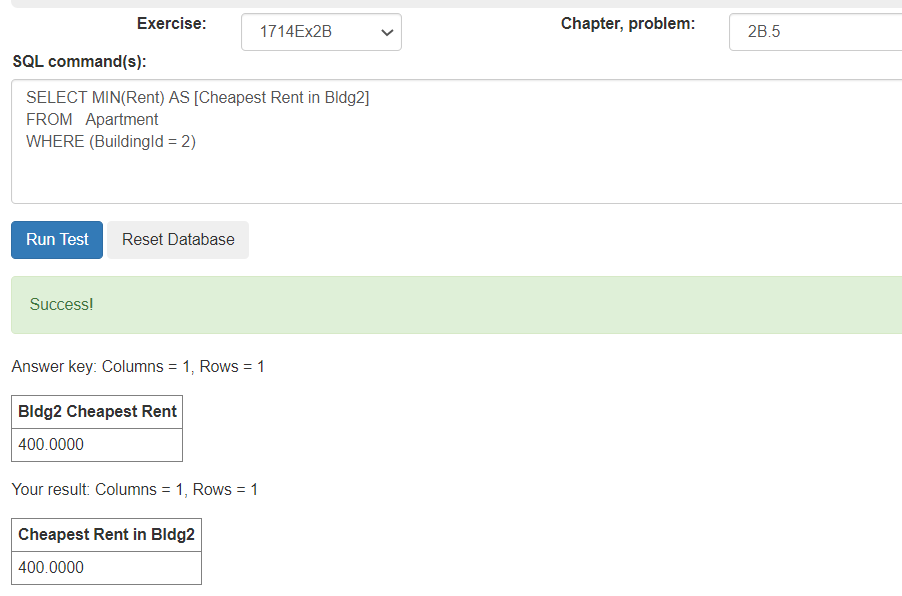 Exercise: 1714Ex2B Chapter, problem: 2B.5
SQL command(s):
SELECT MIN(Rent) AS [Cheapest Rent in Bldg2]
FROM   Apartment
WHERE (BuildingId = 2)
Run Test Reset Database
Success!
Answer key: Columns = 1, Rows = 1
Bldg2 Cheapest Rent
400.0000
Your result: Columns = 1, Rows = 1
Cheapest Rent in Bldg2
400.0000